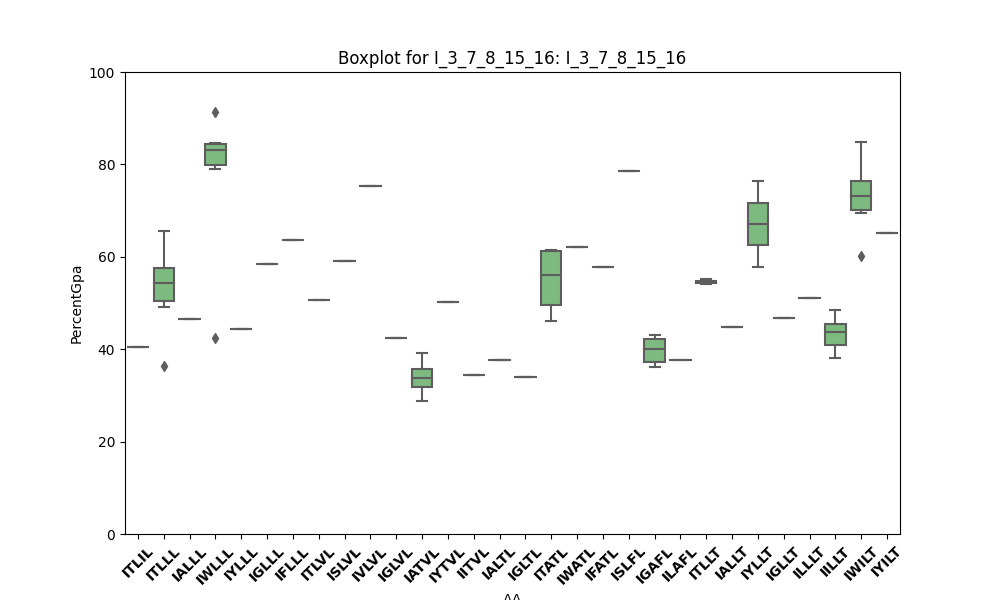 Boxplot for I_3_7_8_15_16: I_3_7_8_15_16
100
80
60
40
20
0
PercentGpa
ITLIL ITLLL IALLL IWLLL IYLLL IGLLL IFLLL ITLVL ISLVL IVLVL IGLVL IATVL IYTVL IITVL IALTL IGLTL ITATL IWATL IFATL ISLFL IGAFL ILAFL ITLLT IALLT IYLLT IGLLT ILLLT IILLT IWILT IYILT
AA